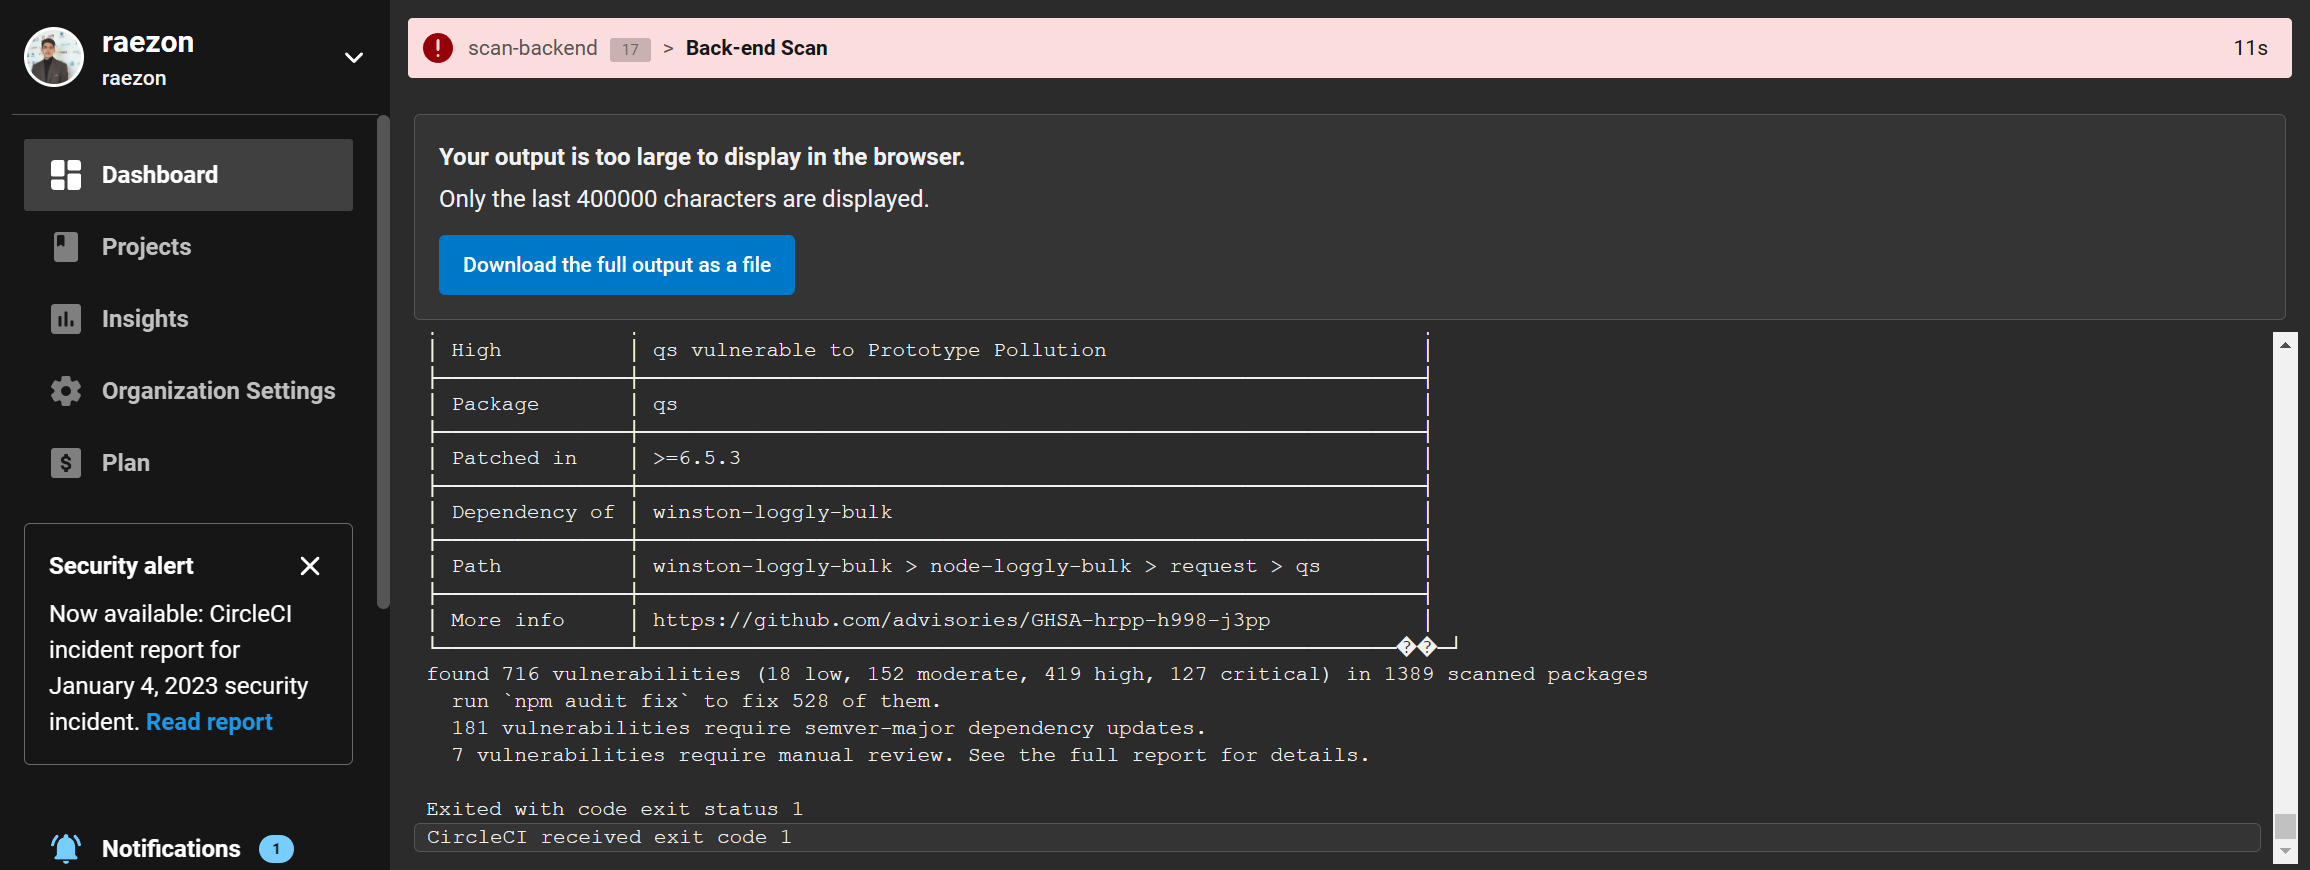 raezon
raezon
Dashboard
Projects
Insights
Organization Settings
Plan
Security alert
Now available: CircleCI
incident report for
January 4, 2023 security
incident. Read report
Notifications 1
scan-backend 17 > Back-end Scan 11s
Your output is too large to display in the browser.
Only the last 400000 characters are displayed.
Download the full output as a file
High qs vulnerable to Prototype Pollution
Package qs
Patched in >=6.5.3
Dependency of winston-loggly-bulk
Path winston-loggly-bulk > node-loggly-bulk > request > qs
More info https://github.com/advisories/GHSA-hrpp-h998-j3pp
found 716 vulnerabilities (18 low, 152 moderate, 419 high, 127 critical) in 1389 scanned packages
run `npm audit fix` to fix 528 of them.
181 vulnerabilities require semver-major dependency updates.
7 vulnerabilities require manual review. See the full report for details.
Exited with code exit status 1
CircleCI received exit code 1